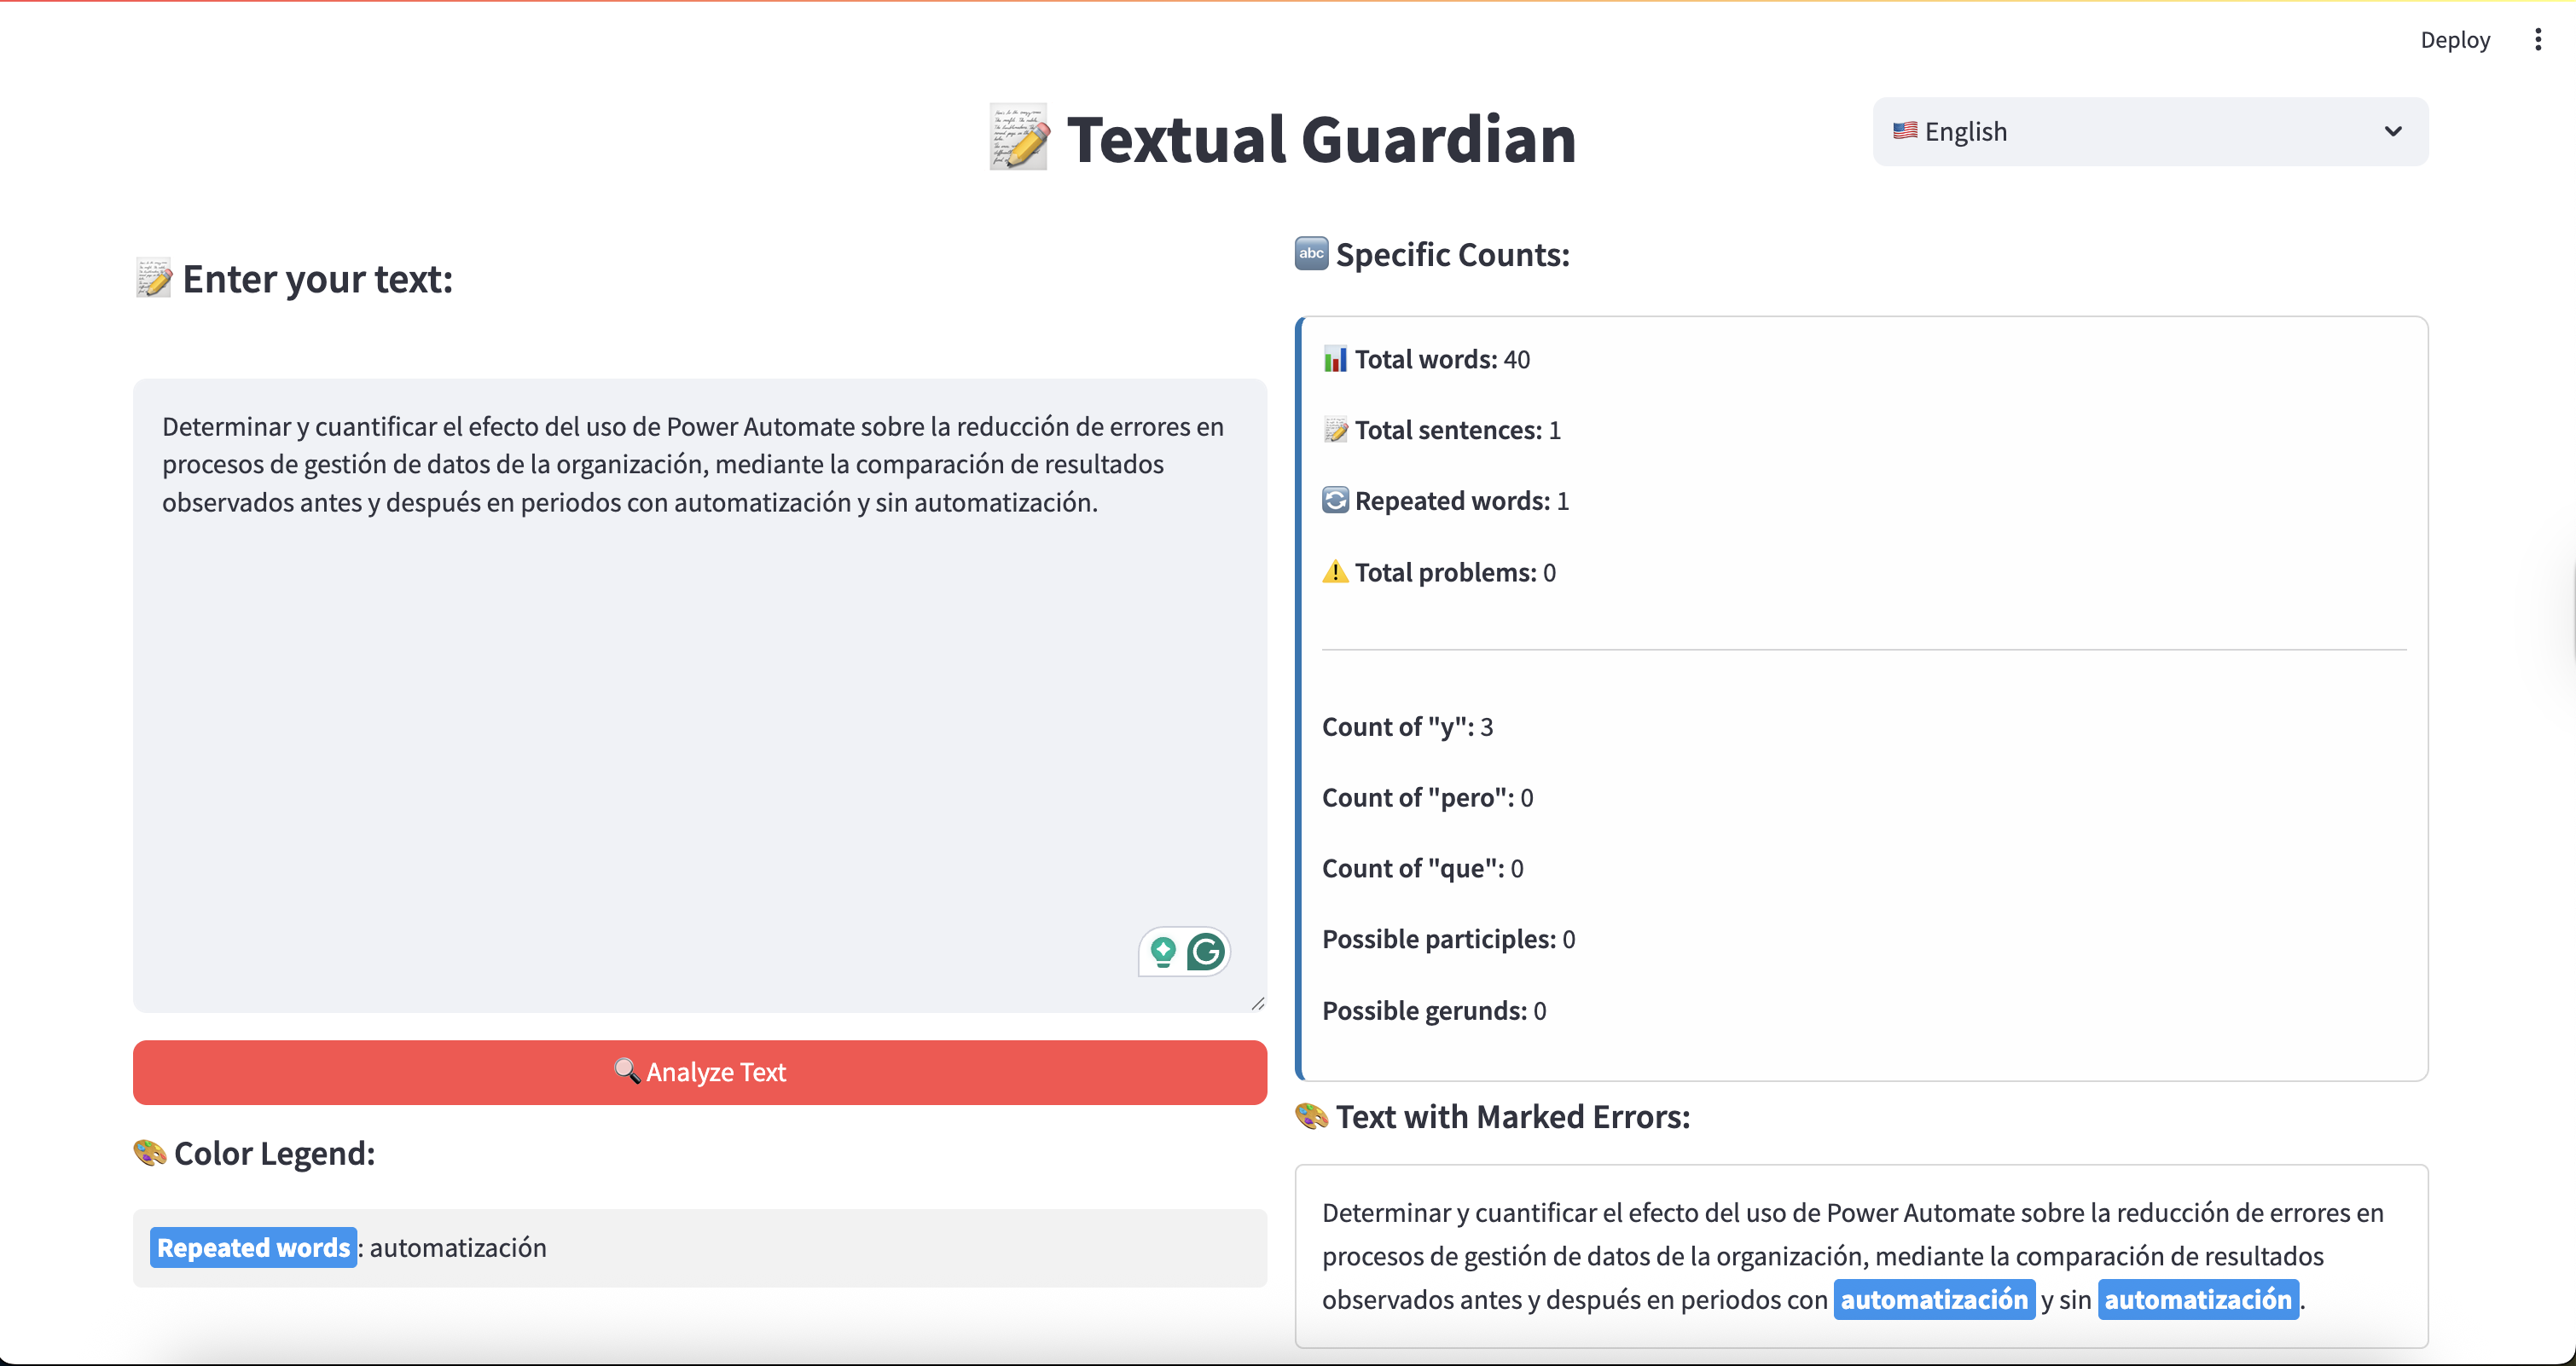 Deploy
Textual Guardian
English
Enter your text:
Determinar y cuantificar el efecto del uso de Power Automate sobre la reducción de errores en
procesos de gestión de datos de la organización, mediante la comparación de resultados
observados antes y después en periodos con automatización y sin automatización.
Analyze Text
Color Legend:
Repeated words: automatización
abc Specific Counts:
Total words: 40
Total sentences: 1
Repeated words: 1
Total problems: 0
Count of "y": 3
Count of "pero": 0
Count of "que": 0
Possible participles: 0
Possible gerunds: 0
Text with Marked Errors:
Determinar y cuantificar el efecto del uso de Power Automate sobre la reducción de errores en
procesos de gestión de datos de la organización, mediante la comparación de resultados
observados antes y después en periodos con automatización y sin automatización.